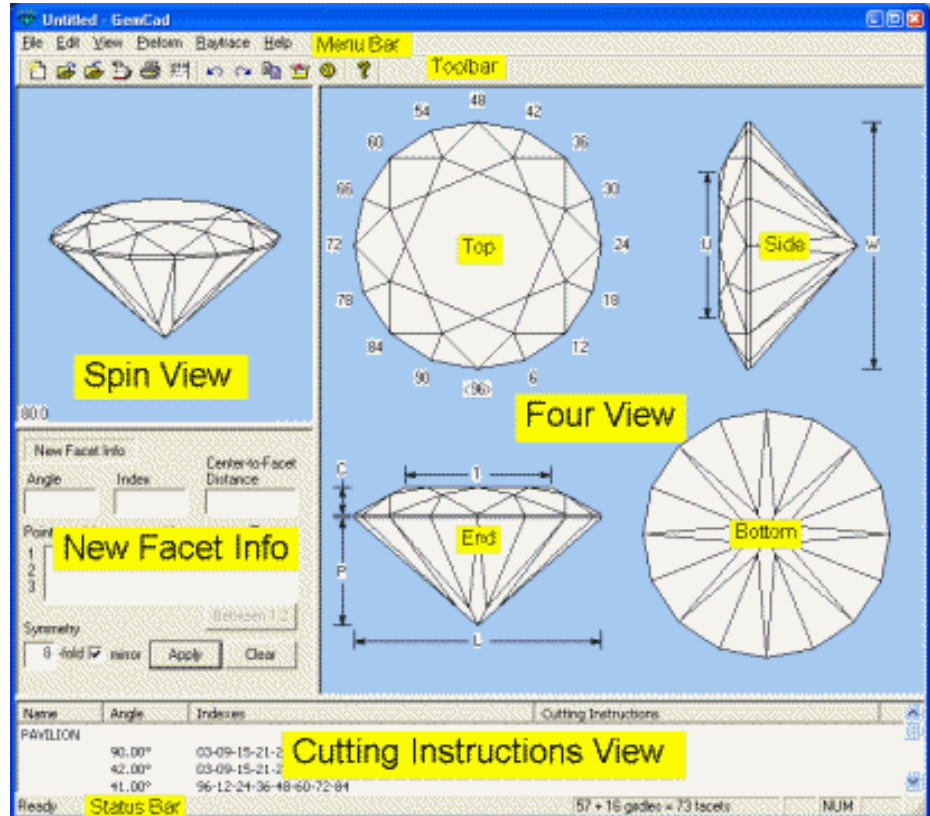 Untitled - GemCad
File Edit View Preform Raytrace Help Menu Bar
Toolbar
Spin View
80.0
48
54 42
60 36
66 30
72 Top 24
78 18
84 12
90 6
<96>
U Side W
Four View
New Facet Info
Angle Index Center-to-Facet Distance
New Facet Info
1
2
3
Between 1,2
Symmetry
8 -fold mirror Apply Clear
C T
End
P
L
Bottom
Name Angle Indexes Cutting Instructions
PAVILION
90.00° 03-09-15-21-2
42.00° 03-09-15-21-2
41.00° 96-12-24-36-48-60-72-84
Cutting Instructions View
Ready Status Bar 57 + 16 girdles = 73 facets NUM